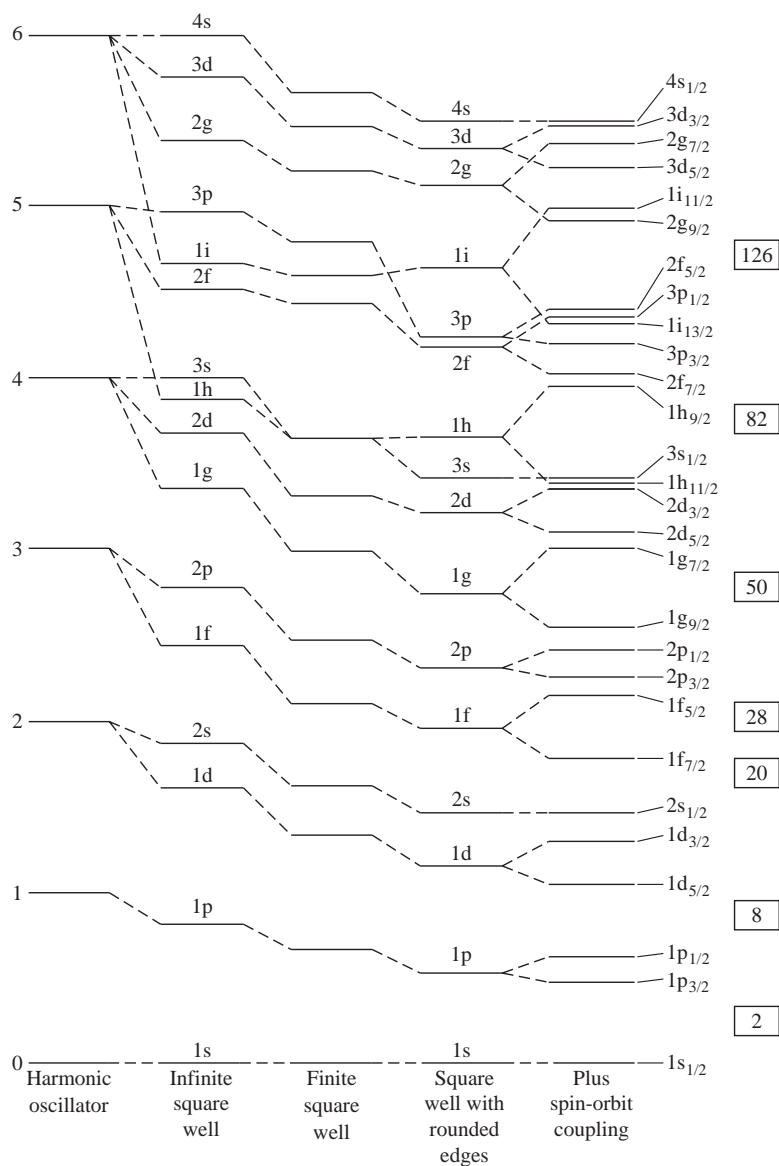 6
4s
3d
2g
5
3p
1i
2f
4
3s
1h
2d
1g
3
2p
1f
2
2s
1d
1
1p
0
1s
4s
3d
2g
1i
3p
2f
1h
3s
2d
1g
2p
1f
2s
1d
1p
1s
4s1/2
3d3/2
2g7/2
3d5/2
1i11/2
2g9/2
126
2f5/2
3p1/2
1i13/2
3p3/2
2f7/2
1h9/2
82
3s1/2
1h11/2
2d3/2
2d5/2
1g7/2
50
1g9/2
2p1/2
2p3/2
1f5/2
28
1f7/2
20
2s1/2
1d3/2
1d5/2
8
1p1/2
1p3/2
2
1s1/2
Harmonic
oscillator
Infinite
square
well
Finite
square
well
Square
well with
rounded
edges
Plus
spin-orbit
coupling